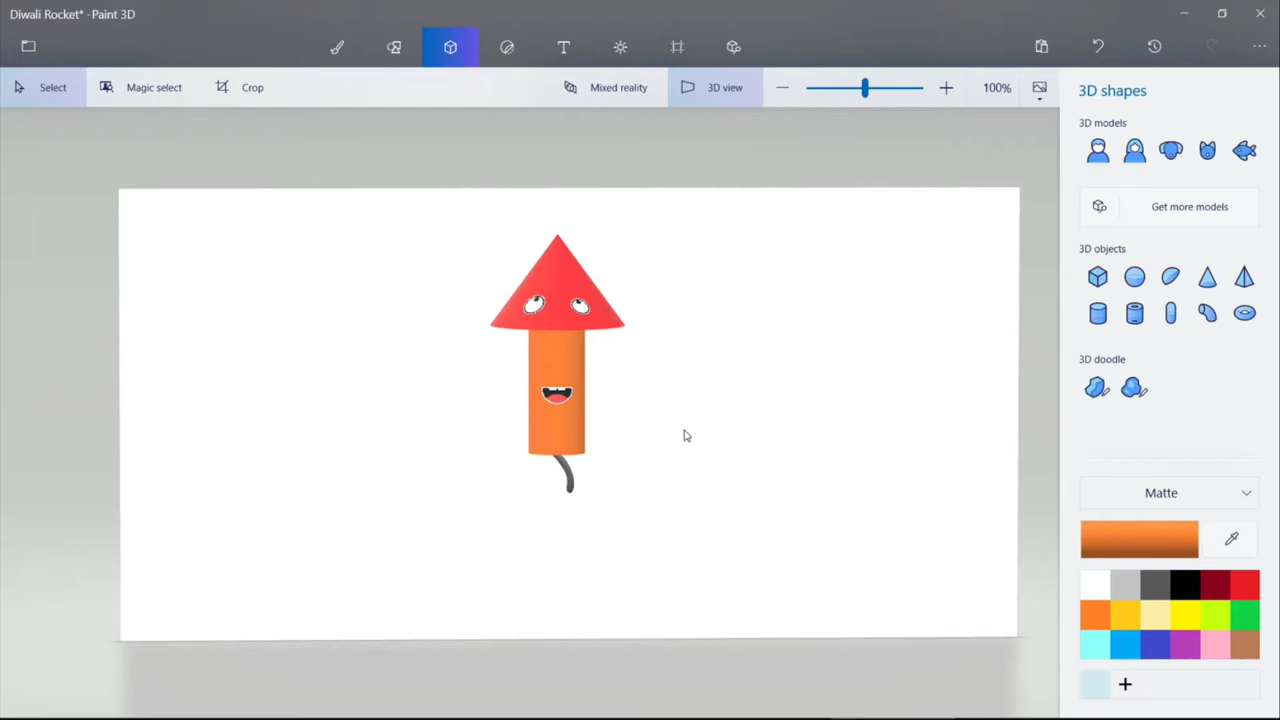 Diwali Rocket* -Paint 3D
Select
Magic select
Crop
Mixed reality
3D view
100%
3D shapes
3D models
Get more models
3D objects
3D doodle
Matte